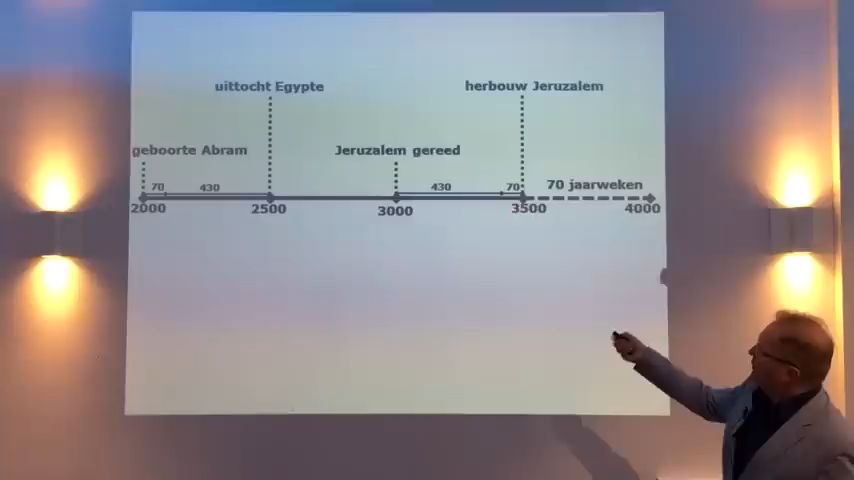 uittocht Egypte
herbouw Jeruzalem
geboorte Abram
Jeruzalem gereed
70
430
430
70
70 jaarweken
2000
2500
3000
3500
4000